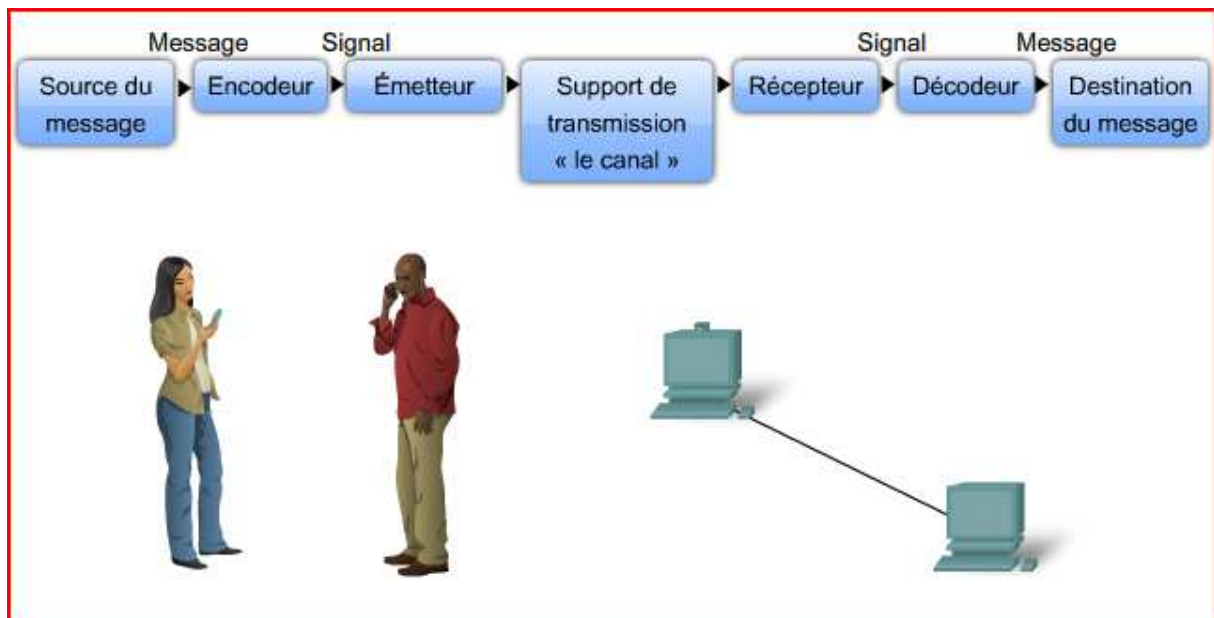 Message
Signal
Signal
Message
Source du
message
Encodeur
Émetteur
Support de
transmission
« le canal »
Récepteur
Décodeur
Destination
du message